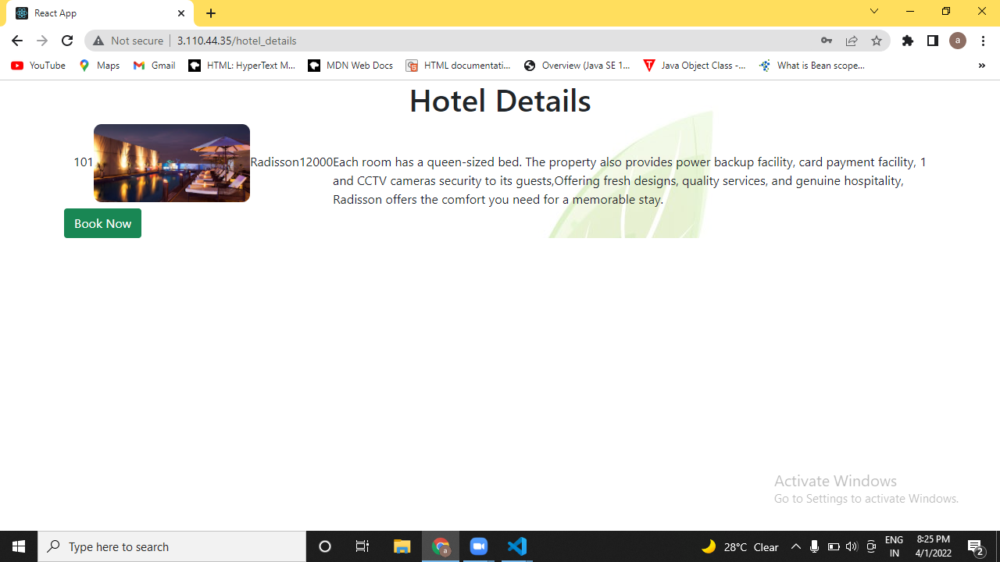 React App
Not secure
3.110.44.35/hotel_details
a
YouTube
Maps
Gmail
HTML: HyperText M...
MDN Web Docs
HTML documentati...
Overview (Java SE 1...
Java Object Class -...
What is Bean scope...
»
Hotel Details
101
Radisson
12000
Each room has a queen-sized bed. The property also provides power backup facility, card payment facility,
and CCTV cameras security to its guests,Offering fresh designs, quality services, and genuine hospitality,
Radisson offers the comfort you need for a memorable stay.
1
Book Now
Activate Windows
Go to Settings to activate Windows.
Type here to search
a
28°C Clear
ENG
IN
8:25 PM
4/1/2022
2